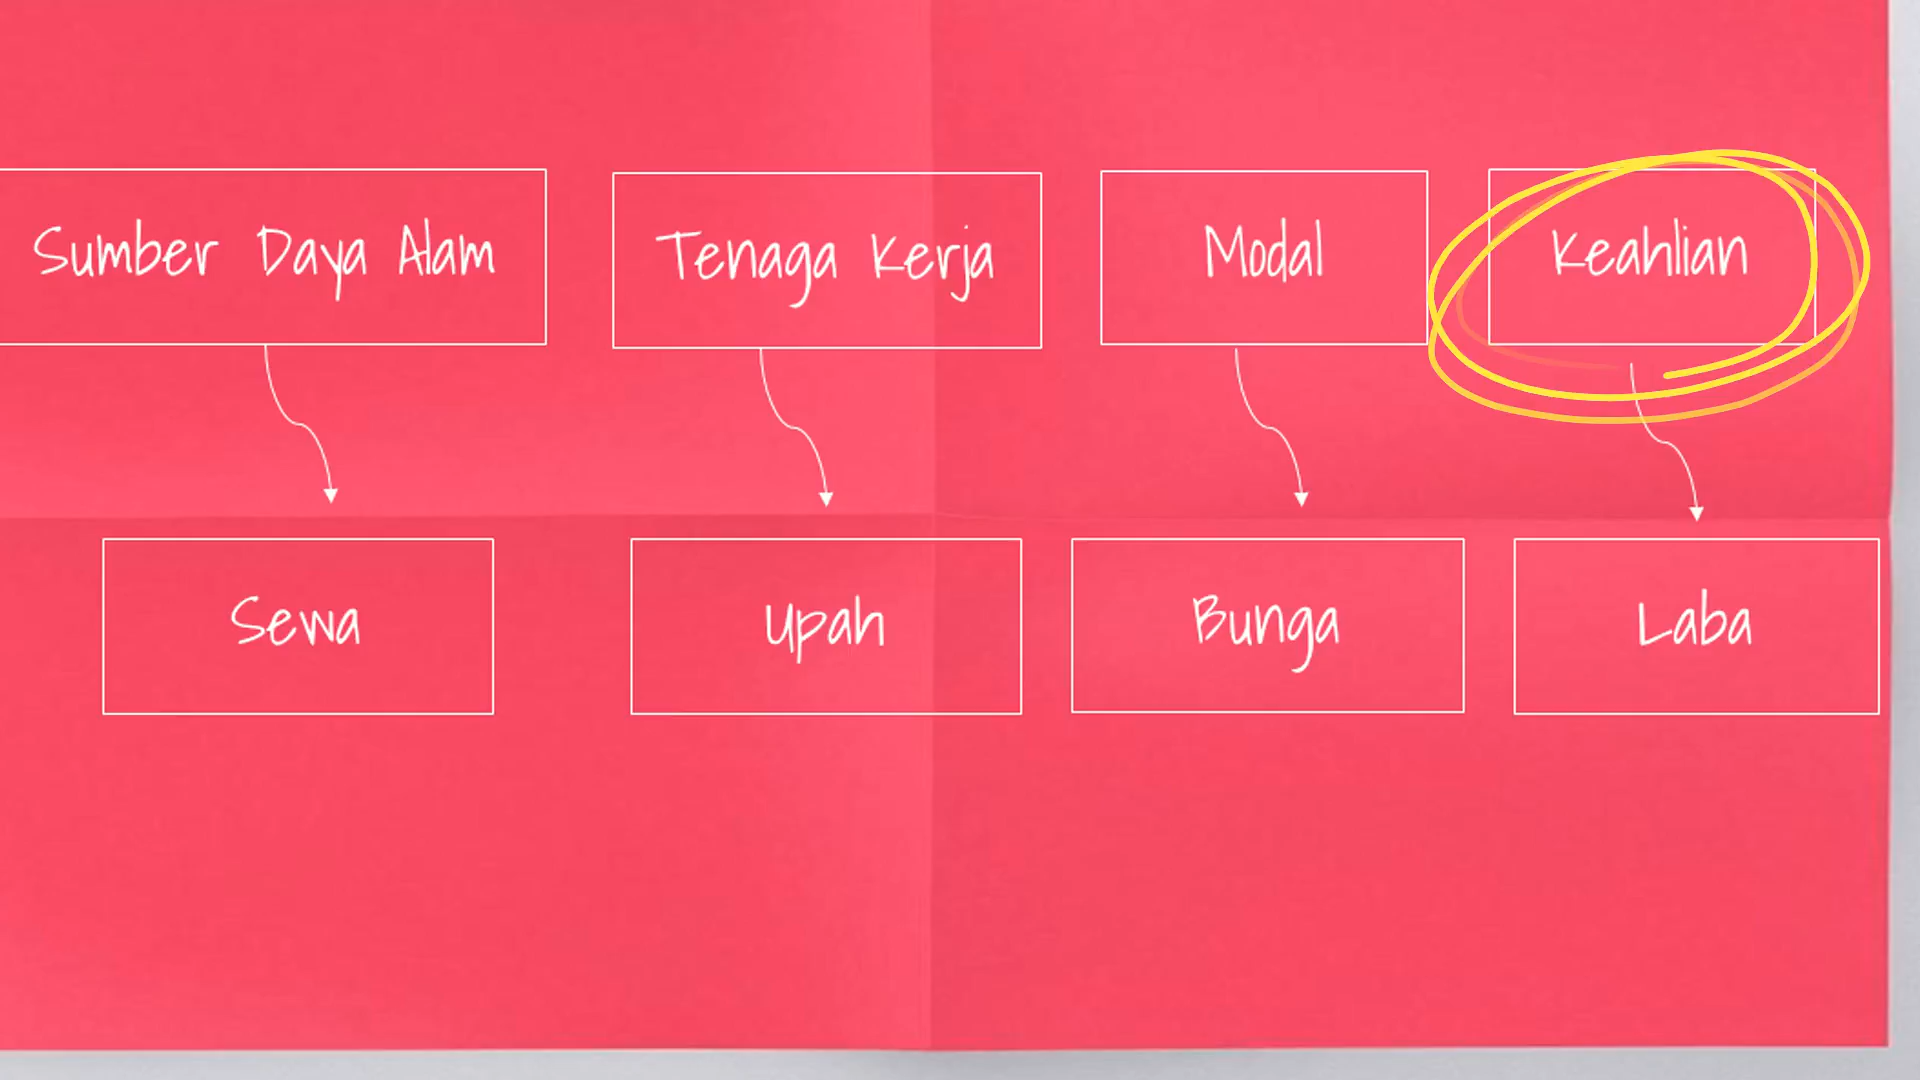 Sumber Daya Alam
Tenaga Kerja
Modal
Keahlian
Sewa
Upah
Bunga
Laba